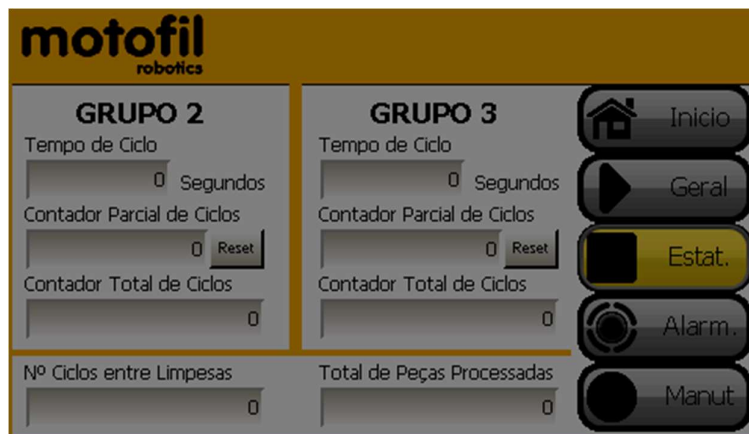 motofil
robotics
GRUPO 2
Tempo de Ciclo
0 Segundos
Contador Parcial de Ciclos
0 Reset
Contador Total de Ciclos
0
GRUPO 3
Tempo de Ciclo
0 Segundos
Contador Parcial de Ciclos
0 Reset
Contador Total de Ciclos
0
Nº Ciclos entre Limpesas
0
Total de Peças Processadas
0
Inicio
Geral
Estat.
Alarm.
Manut